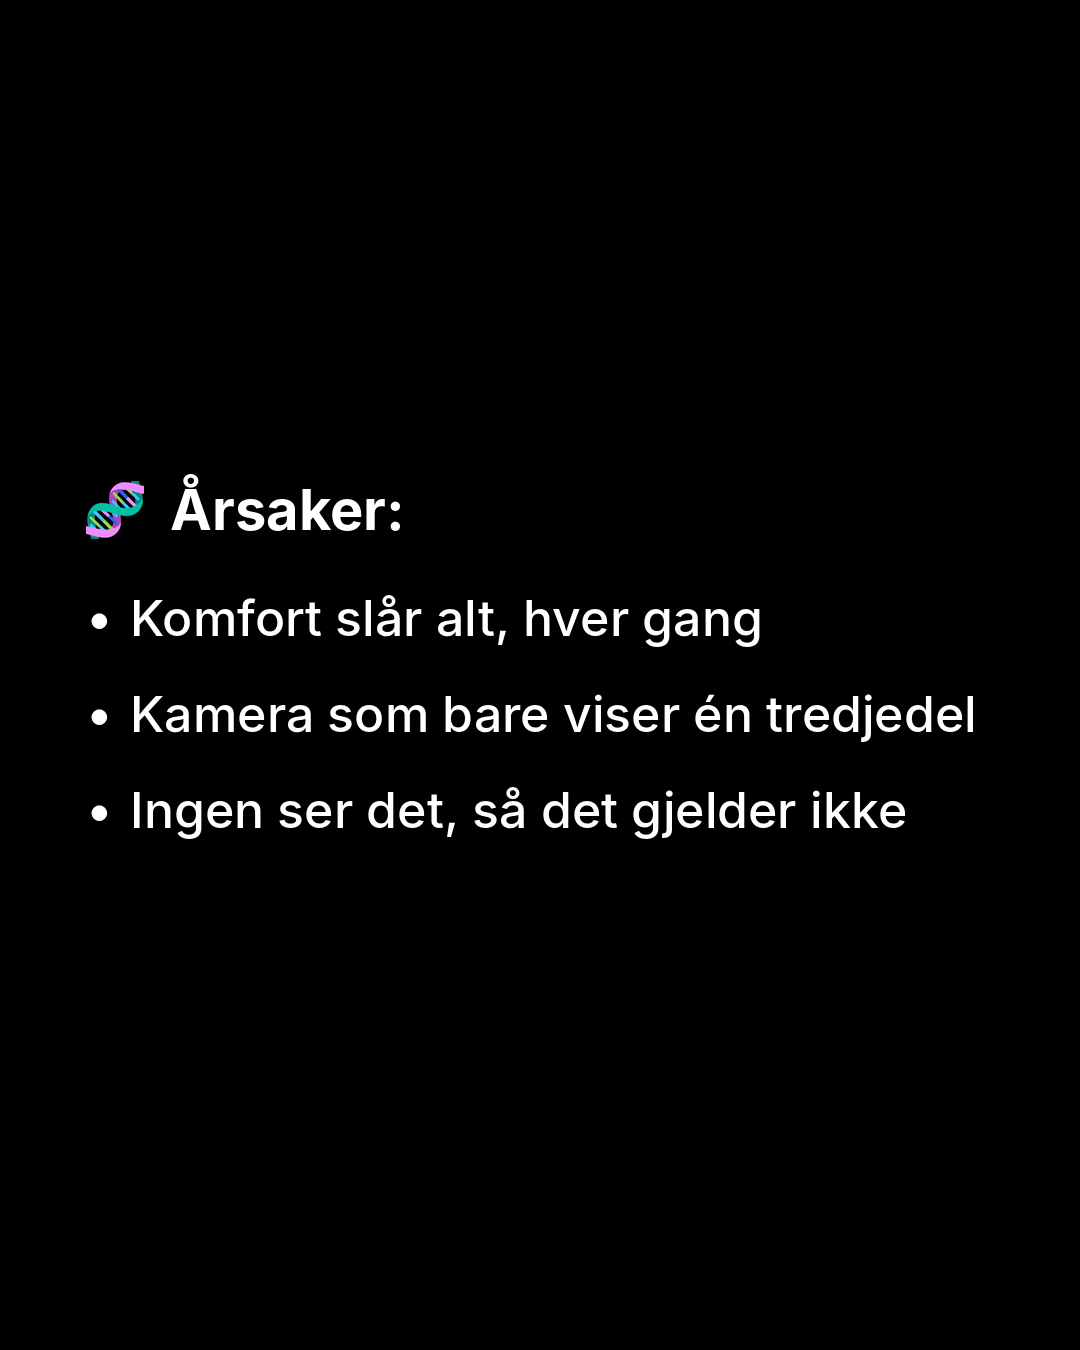 🧬 Årsaker:
• Komfort slår alt, hver gang
• Kamera som bare viser én tredjedel
• Ingen ser det, så det gjelder ikke